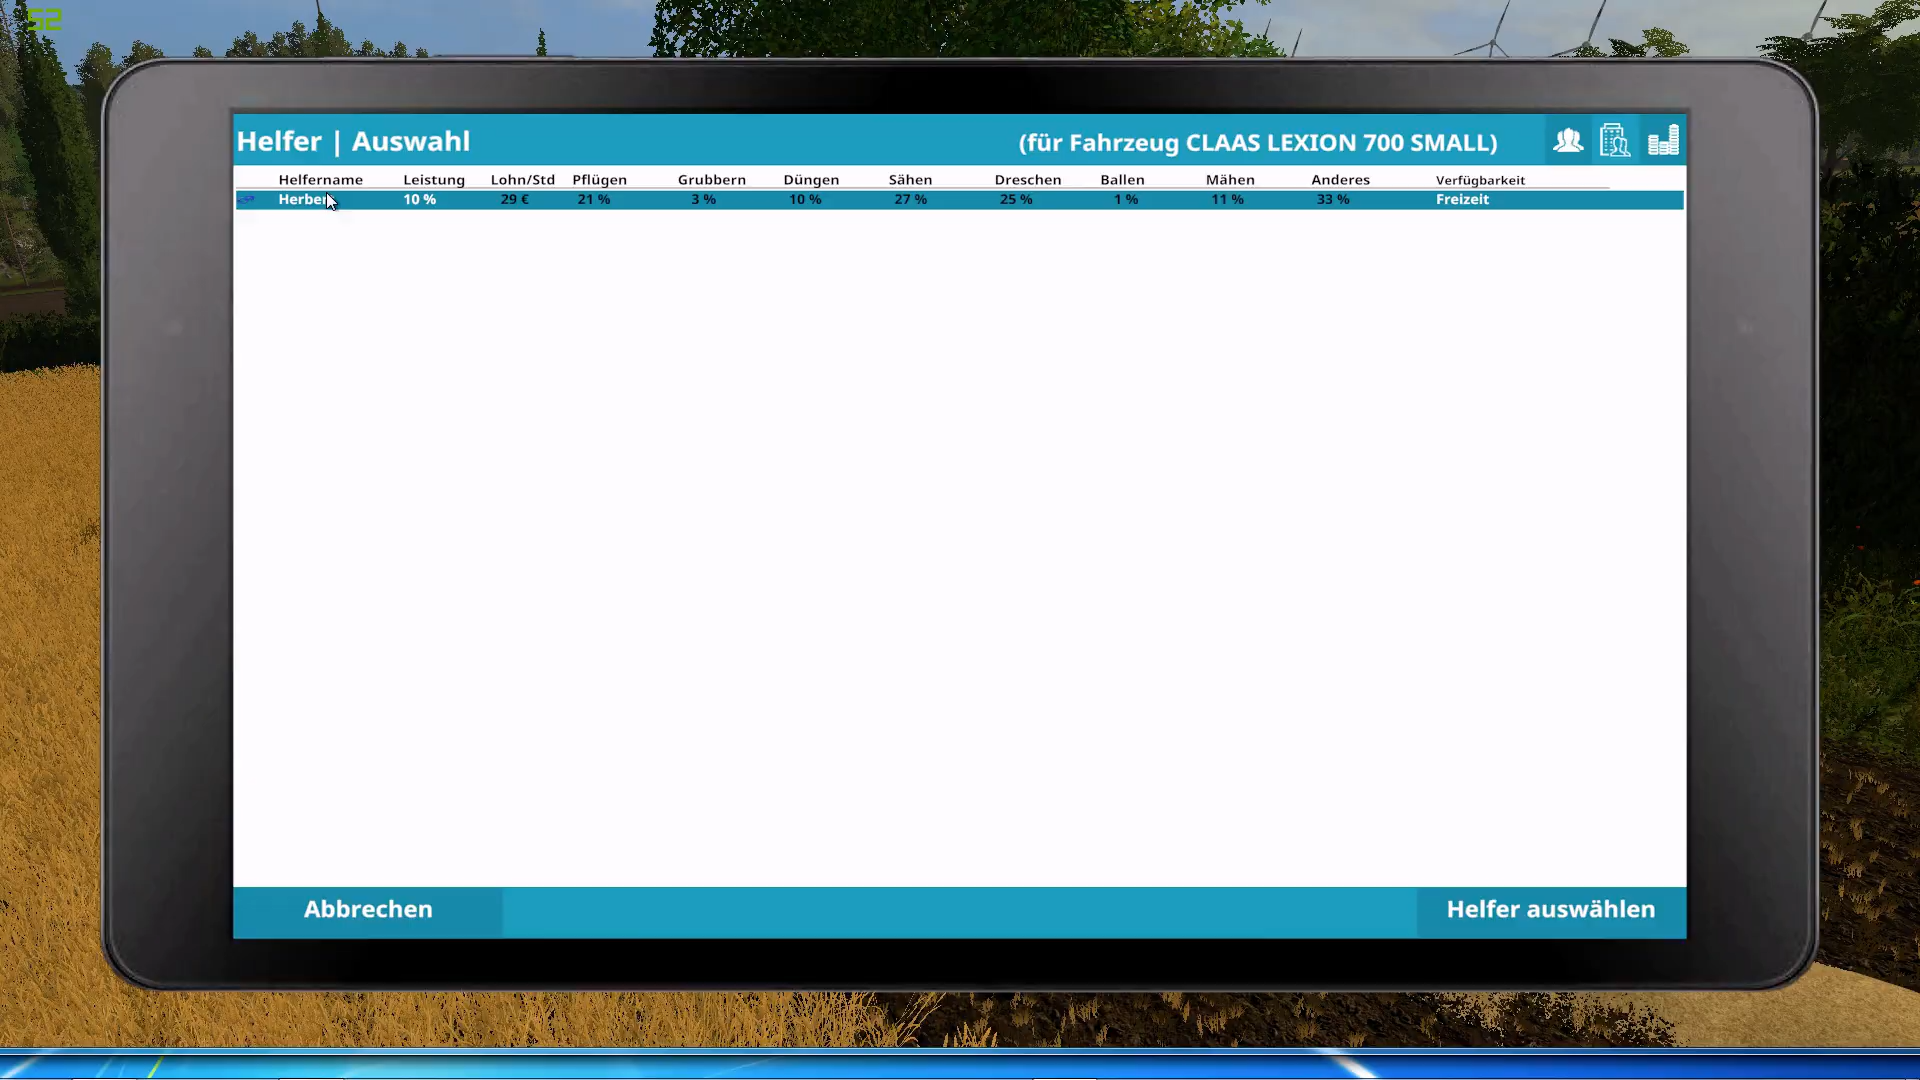 52
Helfer | Auswahl
(für Fahrzeug CLAAS LEXION 700 SMALL)
Helfername Leistung Lohn/Std Pflügen Grubbern Düngen Sähen Dreschen Ballen Mähen Anderes Verfügbarkeit
10 % 29 € 21 % 3 % 10 % 27 % 25 % 1 % 11 % 33 % Freizeit
Abbrechen
Helfer auswählen